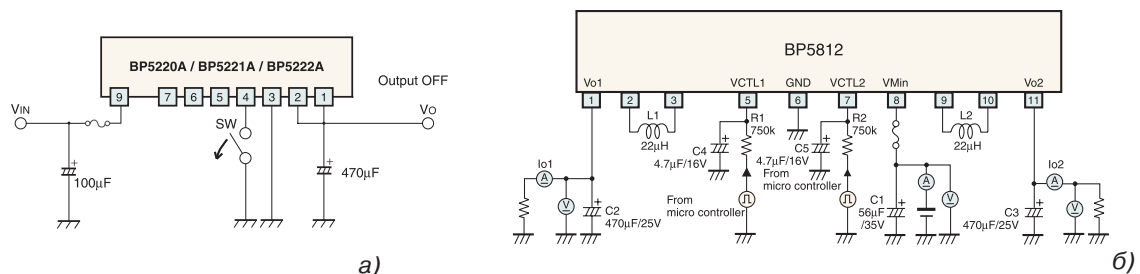 BP5220A / BP5221A / BP5222A
Output OFF
9 7 6 5 4 3 2 1
VIN
VO
SW
100μF
470μF
а)
BP5812
Vo1 VCTL1 GND VCTL2 VMin Vo2
1 2 3 5 6 7 8 9 10 11
L1
22μH
R1
750k
R2
750k
L2
22μH
C4
4.7μF/16V
C5
4.7μF/16V
From
micro controller
From
micro controller
Io1
A
V
C2
470μF/25V
C1
56μF
/35V
A
V
Io2
A
V
C3
470μF/25V
б)